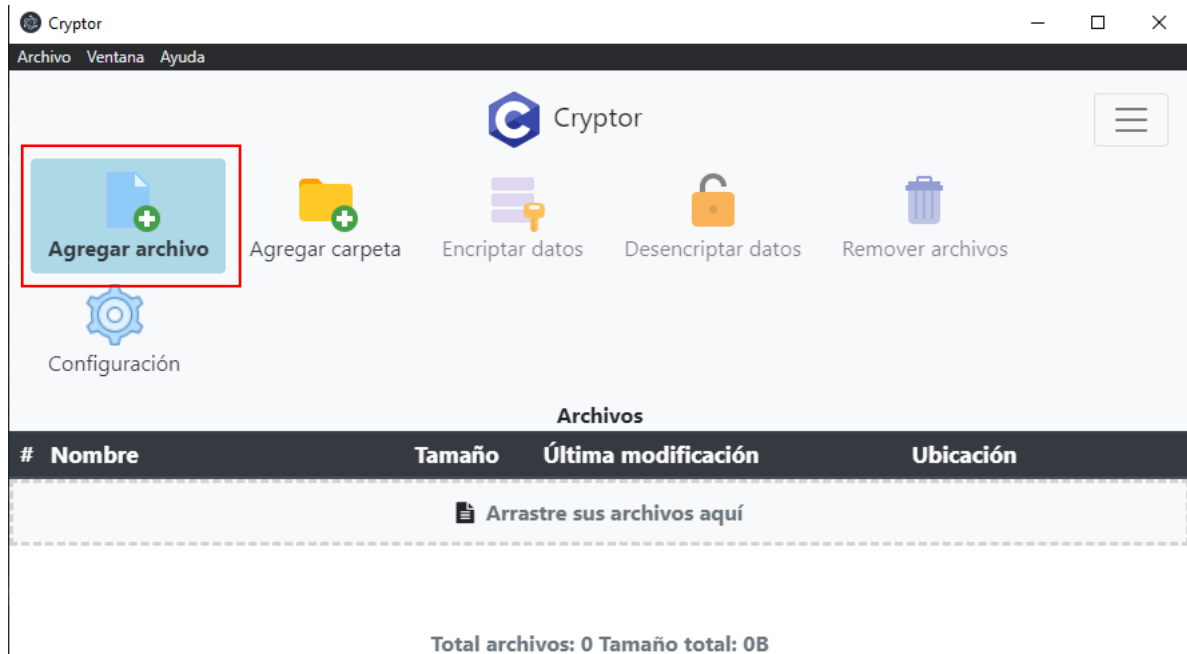 Cryptor
Archivo Ventana Ayuda
Cryptor
Agregar archivo Agregar carpeta Encriptar datos Desencriptar datos Remover archivos
Configuración
Archivos
# Nombre Tamaño Última modificación Ubicación
Arrastre sus archivos aquí
Total archivos: 0 Tamaño total: 0B